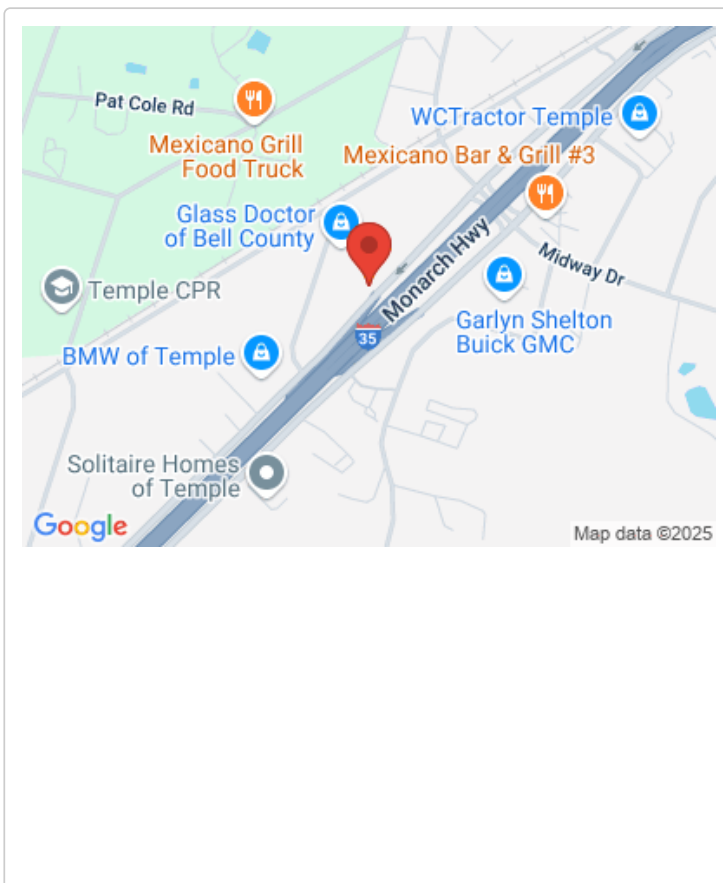 Pat Cole Rd
WCTractor Temple
Mexicano Grill
Food Truck
Mexicano Bar & Grill #3
Glass Doctor
of Bell County
Monarch Hwy
Midway Dr
Temple CPR
35
Garlyn Shelton
Buick GMC
BMW of Temple
Solitaire Homes
of Temple
Google
Map data ©2025